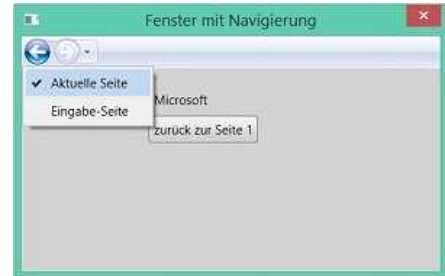 Fenster mit Navigierung
Aktuelle Seite
Eingabe-Seite
Microsoft
zurück zur Seite 1